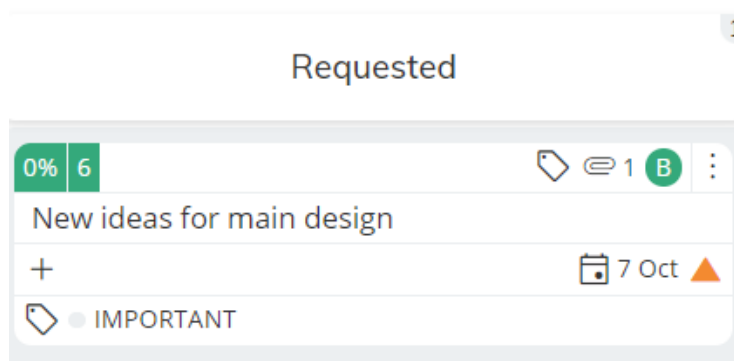 Requested
0% 6 1 B
New ideas for main design
+ 7 Oct
IMPORTANT